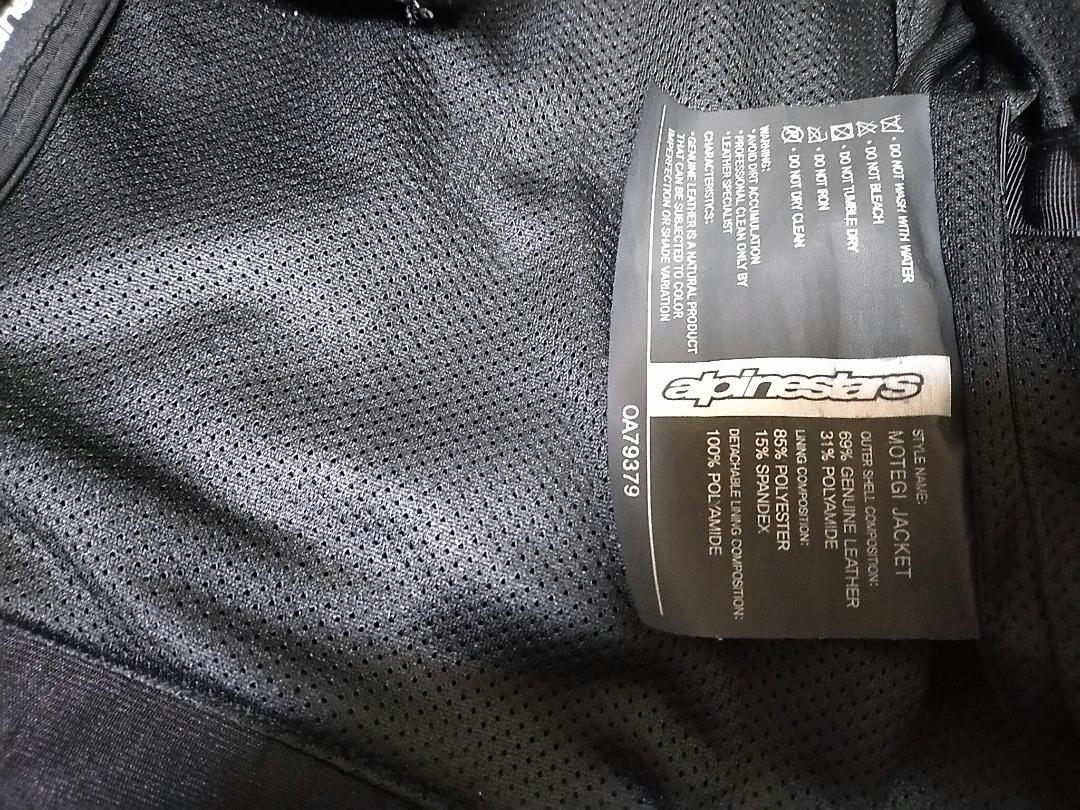 • DO NOT WASH WITH WATER
• DO NOT BLEACH
• DO NOT TUMBLE DRY
• DO NOT IRON
• DO NOT DRY CLEAN
WARNING:
•AVOID DIRT ACCUMULATION
•PROFESSIONAL CLEAN ONLY BY
•LEATHER SPECIALIST
CHARACTERISTICS:
•GENUINE LEATHER IS A NATURAL PRODUCT
THAT CAN BE SUBJECTED TO COLOR
IMPERFECTION OR SHADE VARIATION
alpinestars
STYLE NAME:
MOTEGI JACKET
OUTER SHELL COMPOSITION:
69% GENUINE LEATHER
31% POLYAMIDE
LINING COMPOSITION:
85% POLYESTER
15% SPANDEX
DETACHABLE LINING COMPOSITION:
100% POLYAMIDE
OA79379